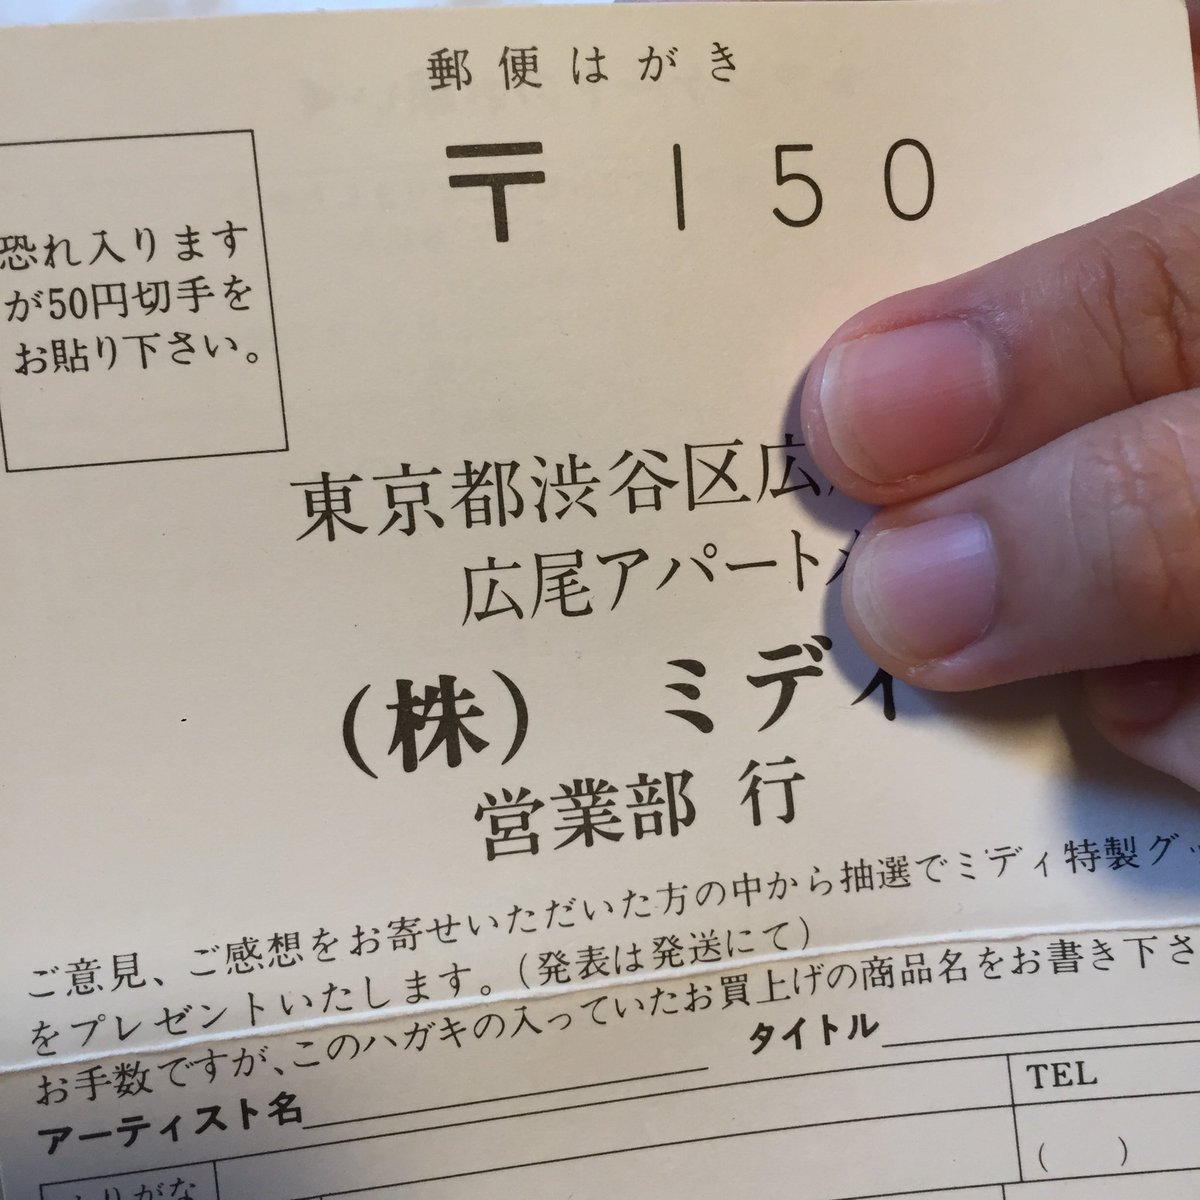 郵便はがき
〒 150
恐れ入ります
が50円切手を
お貼り下さい。
東京都渋谷区広
広尾アパート
(株) ミディ
営業部 行
ご意見、ご感想をお寄せいただいた方の中から抽選でミディ特製グッ
をプレゼントいたします。(発表は発送にて)
お手数ですが、このハガキの入っていたお買上げの商品名をお書き下さ
アーティスト名 タイトル
TEL
( )
ふりがな